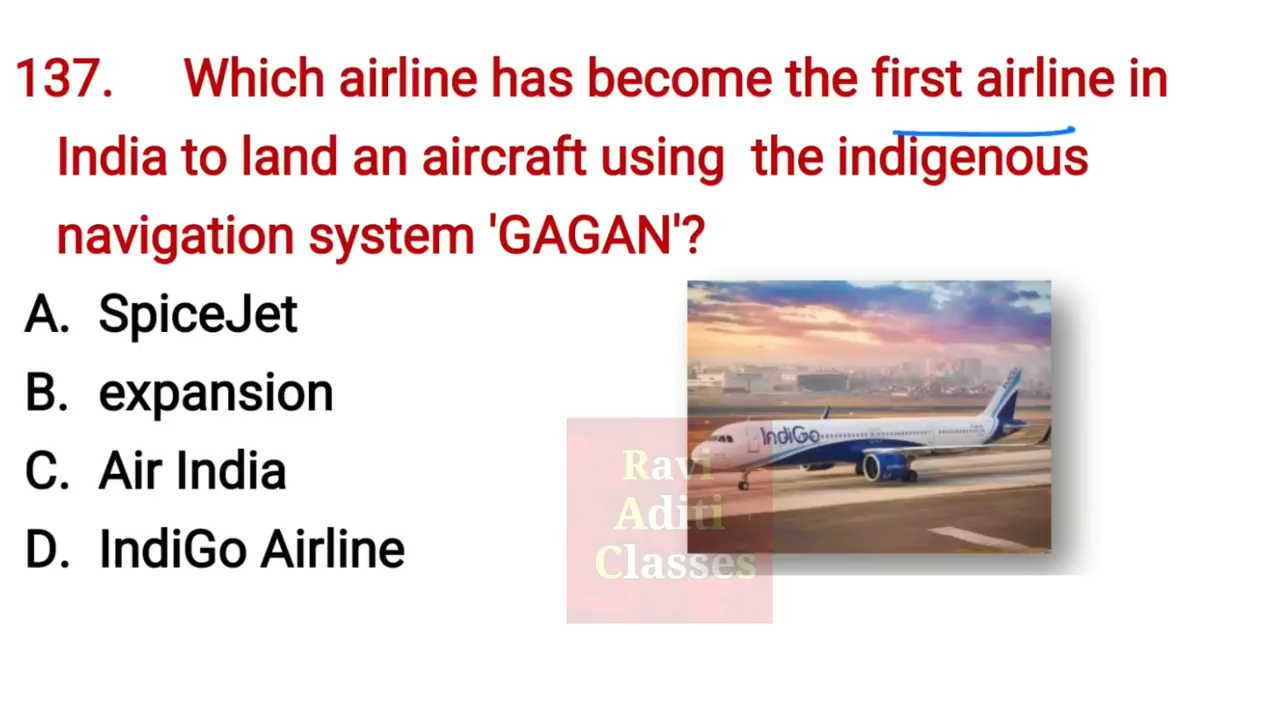 137. Which airline has become the first airline in
India to land an aircraft using the indigenous
navigation system 'GAGAN'?
A. SpiceJet
B. expansion
C. Air India
D. IndiGo Airline
IndiGo
Ravi
Aditi
Classes